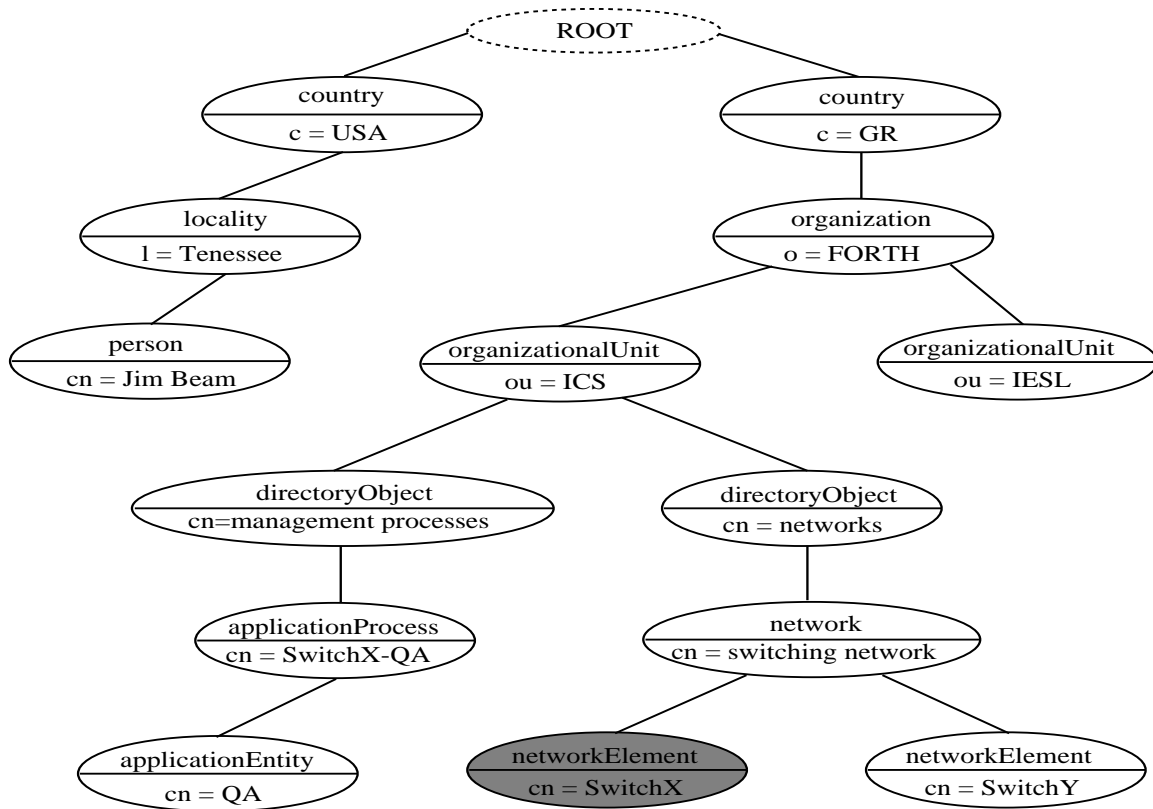 ROOT
country
c = USA
country
c = GR
locality
l = Tenessee
organization
o = FORTH
person
cn = Jim Beam
organizationalUnit
ou = ICS
organizationalUnit
ou = IESL
directoryObject
cn=management processes
directoryObject
cn = networks
applicationProcess
cn = SwitchX-QA
network
cn = switching network
applicationEntity
cn = QA
networkElement
cn = SwitchX
networkElement
cn = SwitchY